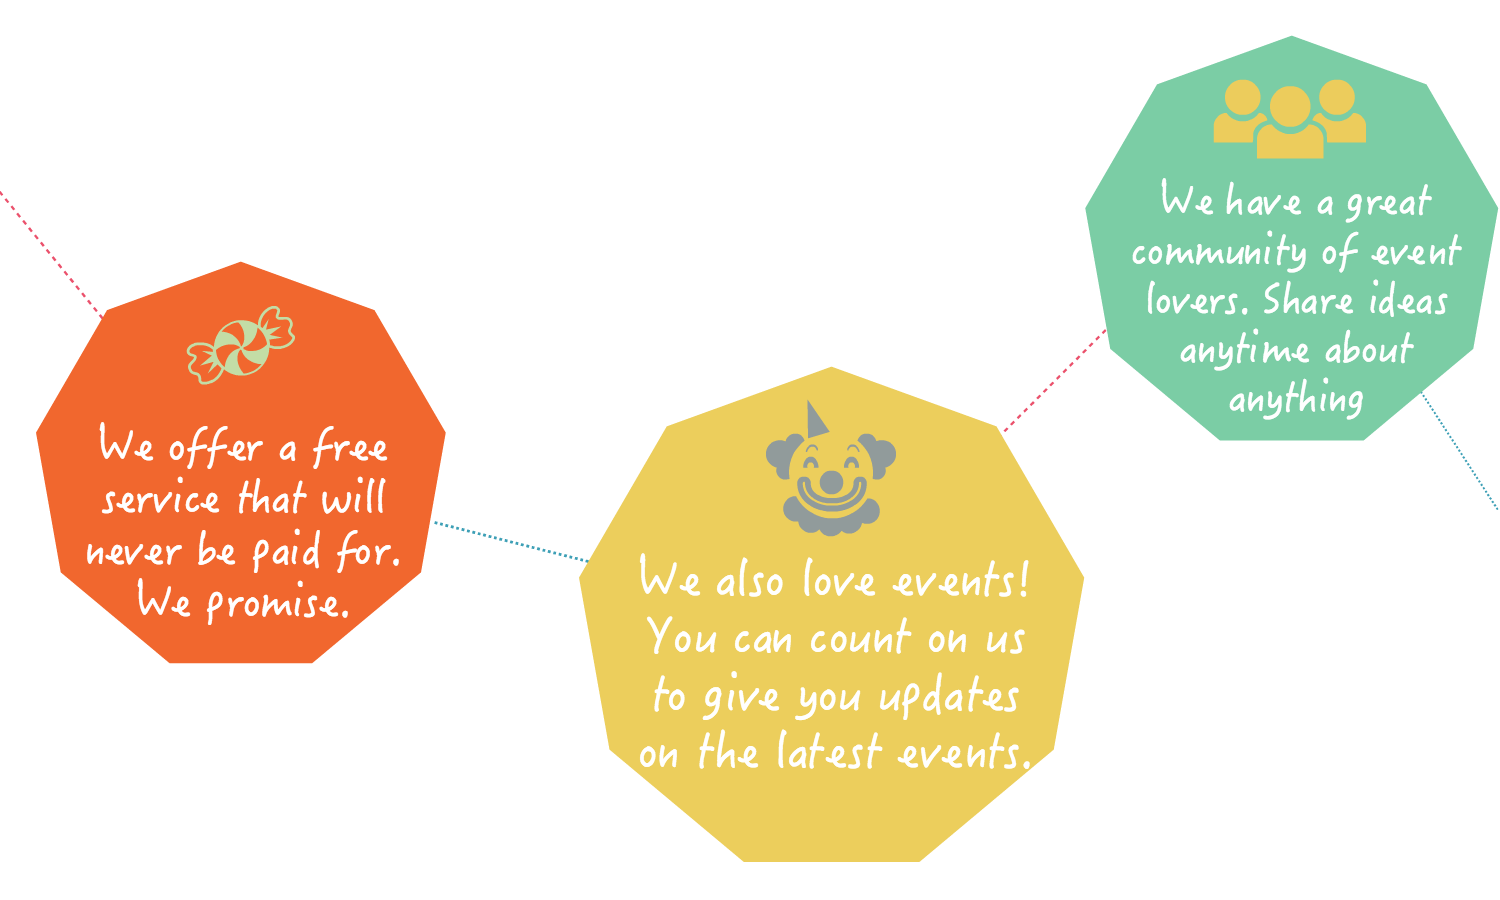 We offer a free
service that will
never be paid for.
We promise.
We also love events!
You can count on us
to give you updates
on the latest events.
We have a great
community of event
lovers. Share ideas
anytime about
anything